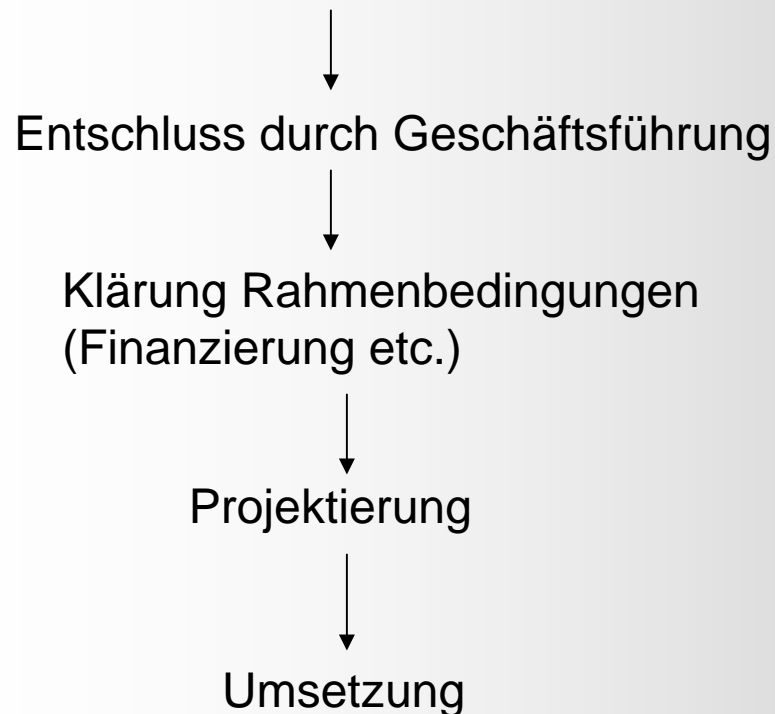 Entschluss durch Geschäftsführung
Klärung Rahmenbedingungen
(Finanzierung etc.)
Projektierung
Umsetzung